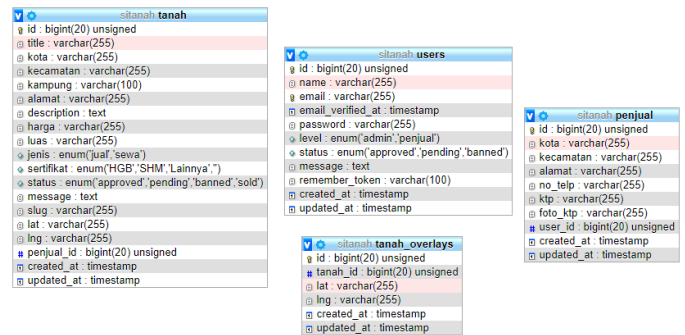 sitanah tanah
id : bigint(20) unsigned
title : varchar(255)
kota : varchar(255)
kecamatan : varchar(255)
kampung : varchar(100)
alamat : varchar(255)
description : text
harga : varchar(255)
luas : varchar(255)
jenis : enum('jual','sewa')
sertifikat : enum('HGB','SHM','Lainnya','')
status : enum('approved','pending','banned','sold')
message : text
slug : varchar(255)
lat : varchar(255)
lng : varchar(255)
penjual_id : bigint(20) unsigned
created_at : timestamp
updated_at : timestamp
sitanah users
id : bigint(20) unsigned
name : varchar(255)
email : varchar(255)
email_verified_at : timestamp
password : varchar(255)
level : enum('admin','penjual')
status : enum('approved','pending','banned')
message : text
remember_token : varchar(100)
created_at : timestamp
updated_at : timestamp
sitanah tanah_overlays
id : bigint(20) unsigned
tanah_id : bigint(20) unsigned
lat : varchar(255)
lng : varchar(255)
created_at : timestamp
updated_at : timestamp
sitanah penjual
id : bigint(20) unsigned
kota : varchar(255)
kecamatan : varchar(255)
alamat : varchar(255)
no_telp : varchar(255)
ktp : varchar(255)
foto_ktp : varchar(255)
user_id : bigint(20) unsigned
created_at : timestamp
updated_at : timestamp